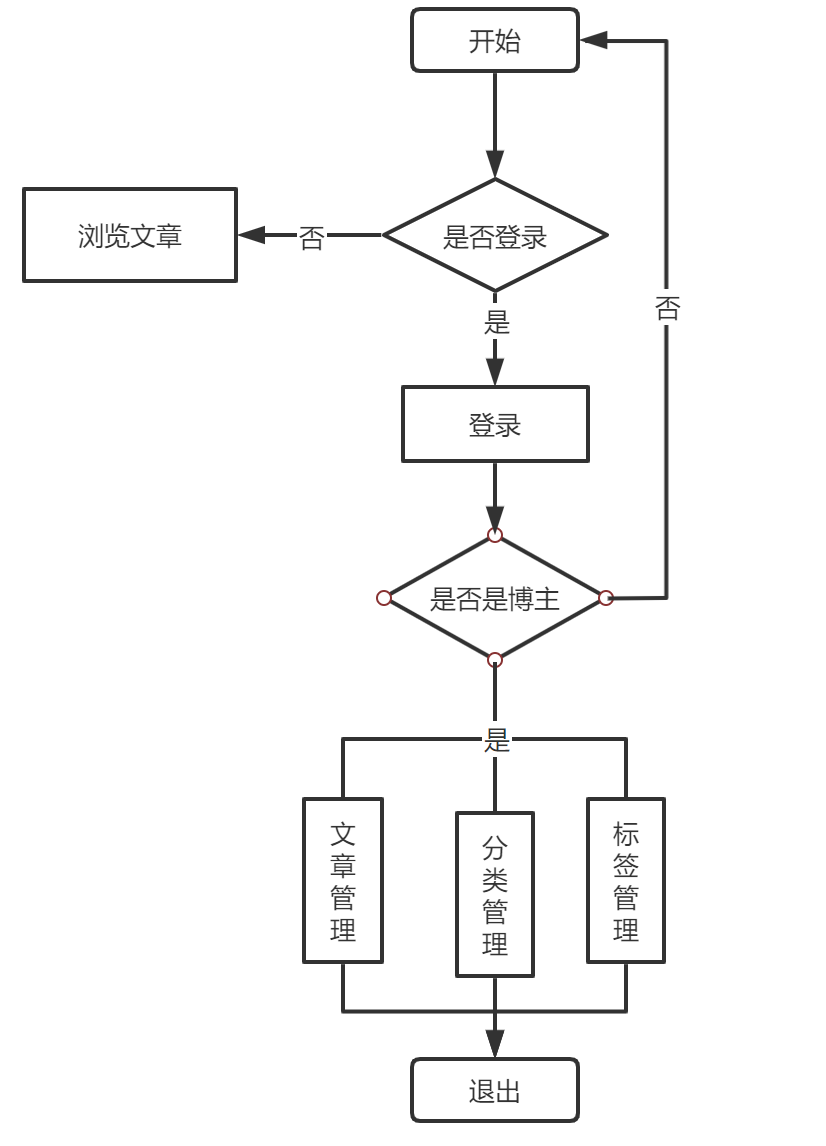 开始
是否登录
否
浏览文章
是
否
登录
是否是博主
是
文章管理
分类管理
标签管理
退出